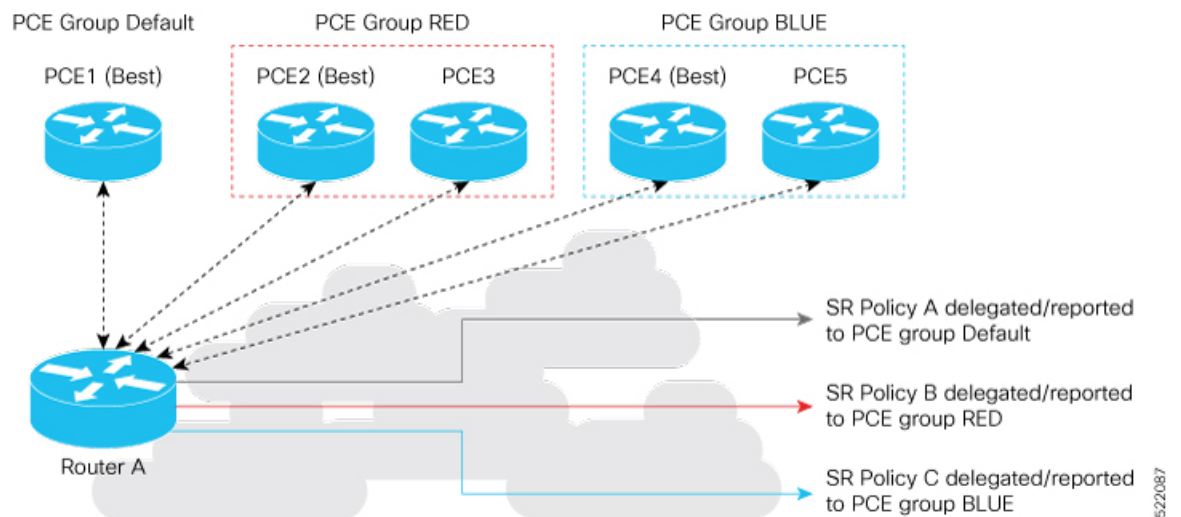 PCE Group Default
PCE Group RED
PCE Group BLUE
PCE1 (Best)
PCE2 (Best)
PCE3
PCE4 (Best)
PCE5
SR Policy A delegated/reported
to PCE group Default
SR Policy B delegated/reported
to PCE group RED
Router A
SR Policy C delegated/reported
to PCE group BLUE
522087